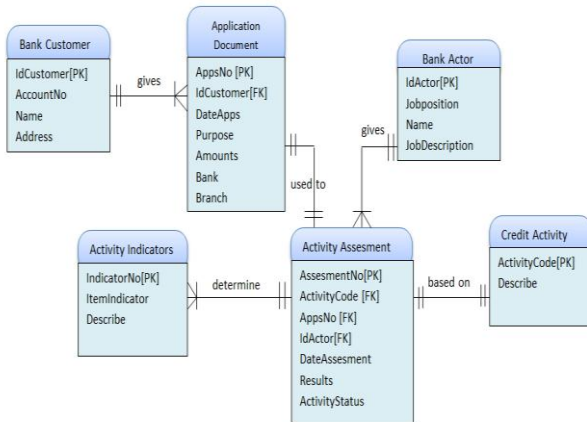 Bank Customer
IdCustomer[PK]
AccountNo
Name
Address
gives
Application
Document
AppsNo [PK]
IdCustomer[FK]
DateApps
Purpose
Amounts
Bank
Branch
Bank Actor
IdActor[PK]
Jobposition
Name
JobDescription
gives
used to
Activity Indicators
IndicatorNo[PK]
ItemIndicator
Describe
determine
Activity Assesment
AssesmentNo[PK]
ActivityCode [FK]
AppsNo [FK]
IdActor[FK]
DateAssesment
Results
ActivityStatus
based on
Credit Activity
ActivityCode[PK]
Describe